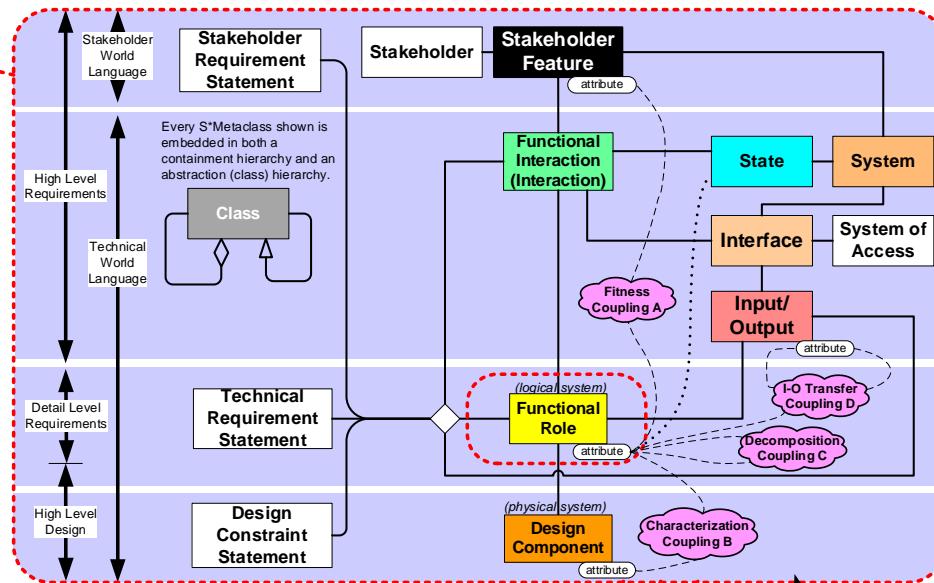 Stakeholder
World
Language
Stakeholder
Requirement
Statement
Stakeholder
Stakeholder
Feature
attribute
Every S*Metaclass shown is
embedded in both a
containment hierarchy and an
abstraction (class) hierarchy.
Class
High Level
Requirements
Technical
World
Language
Functional
Interaction
(Interaction)
State
System
Interface
System of
Access
Fitness
Coupling A
Input/
Output
attribute
Detail Level
Requirements
Technical
Requirement
Statement
(logical system)
Functional
Role
attribute
I-O Transfer
Coupling D
Decomposition
Coupling C
High Level
Design
Design
Constraint
Statement
(physical system)
Design
Component
attribute
Characterization
Coupling B